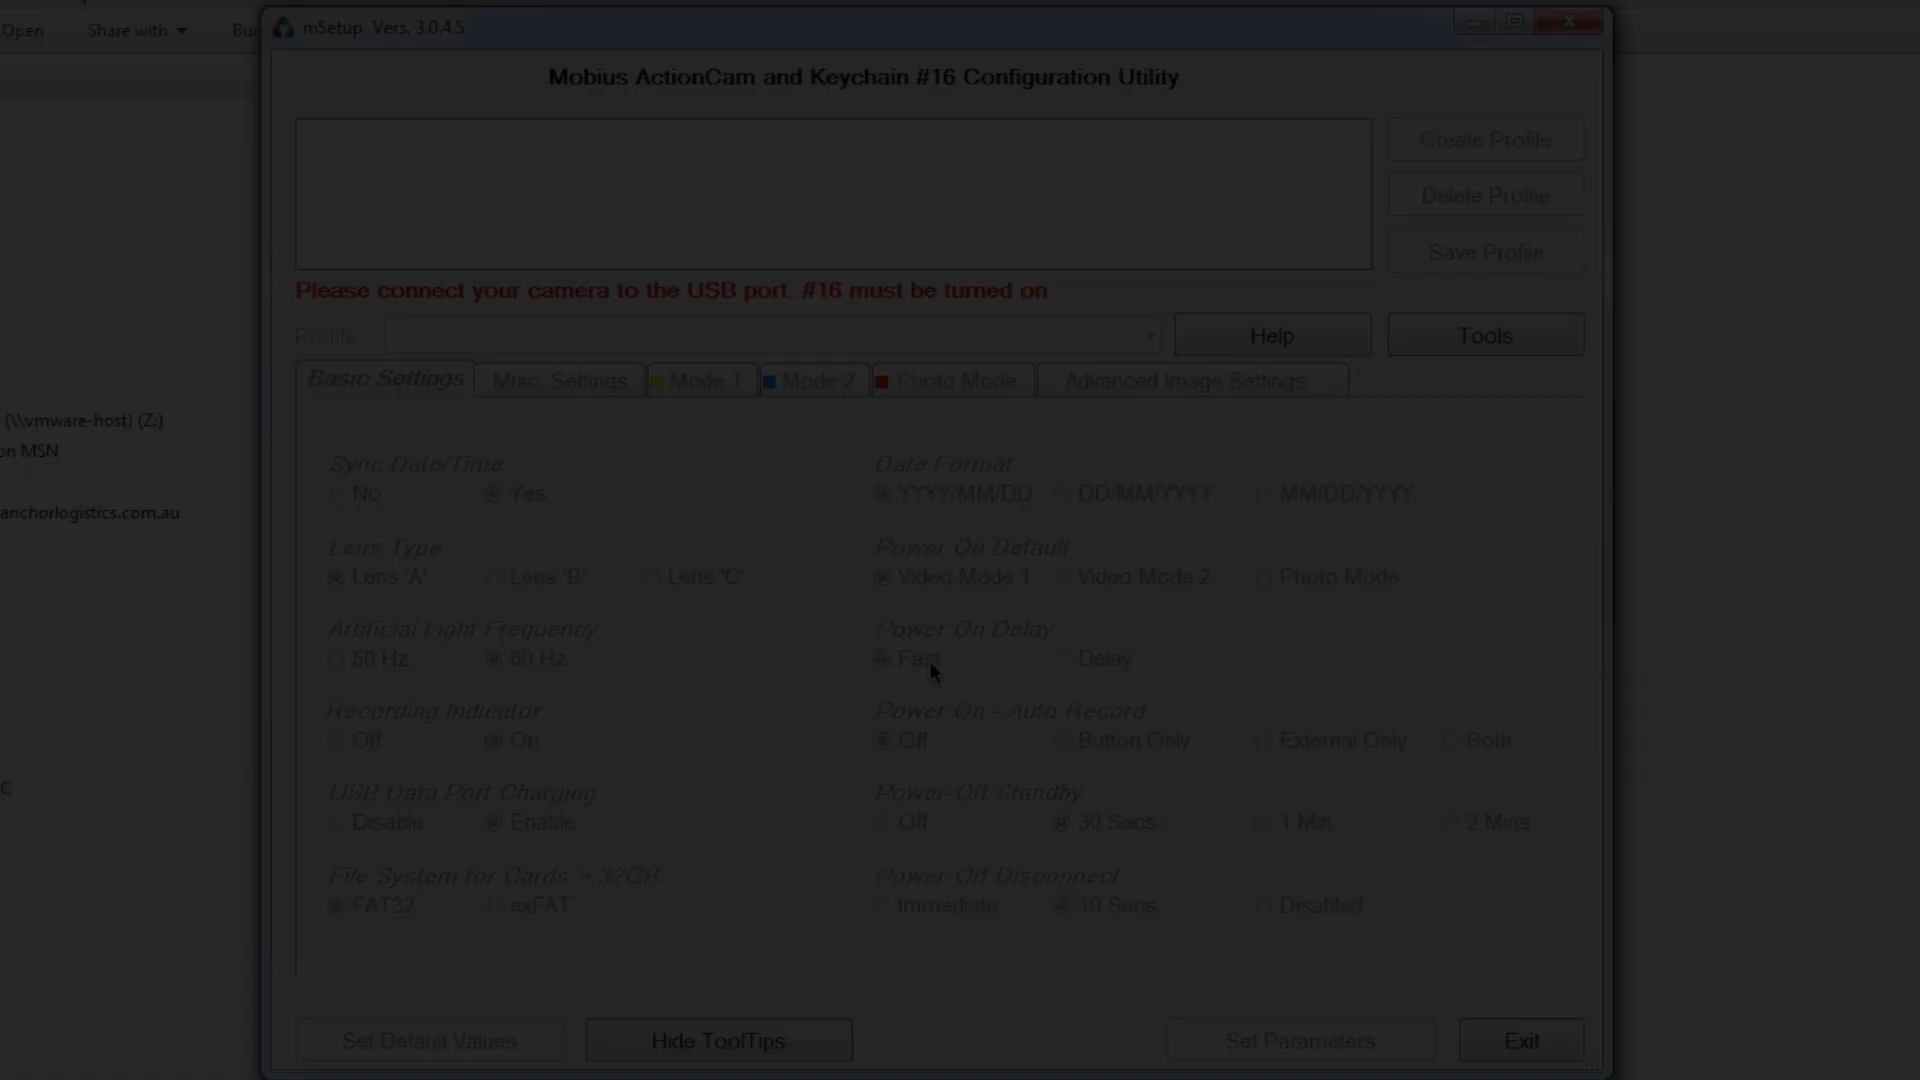 Open Share with
mSetup Vers. 3.0.4.5
Mobius ActionCam and Keychain #16 Configuration Utility
Create Profile
Delete Profile
Save Profile
Please connect your camera to the USB port. #16 must be turned on
Profile Help Tools
Basic Settings Misc. Settings Mode 1 Mode 2 Photo Mode Advanced Image Settings
(\\vmware-host) (Z:)
on MSN
anchorlogistics.com.au
C
Sync Date/Time Date Format
No Yes YYYY/MM/DD DD/MM/YYYY MM/DD/YYYY
Lens Type Power On Default
Lens 'A' Lens 'B' Lens 'C' Video Mode 1 Video Mode 2 Photo Mode
Artificial Light Frequency Power On Delay
50 Hz. 60 Hz Fast Delay
Recording Indicator Power On - Auto Record
Off On Off Button Only External Only Both
USB Data Port Charging Power-Off Standby
Disable Enable Off 30 Secs 1 Min. 2 Mins
File System for Cards > 32GB Power-Off Disconnect
FAT32 exFAT Immediate 10 Secs Disabled
Set Default Values Hide ToolTips Set Parameters Exit